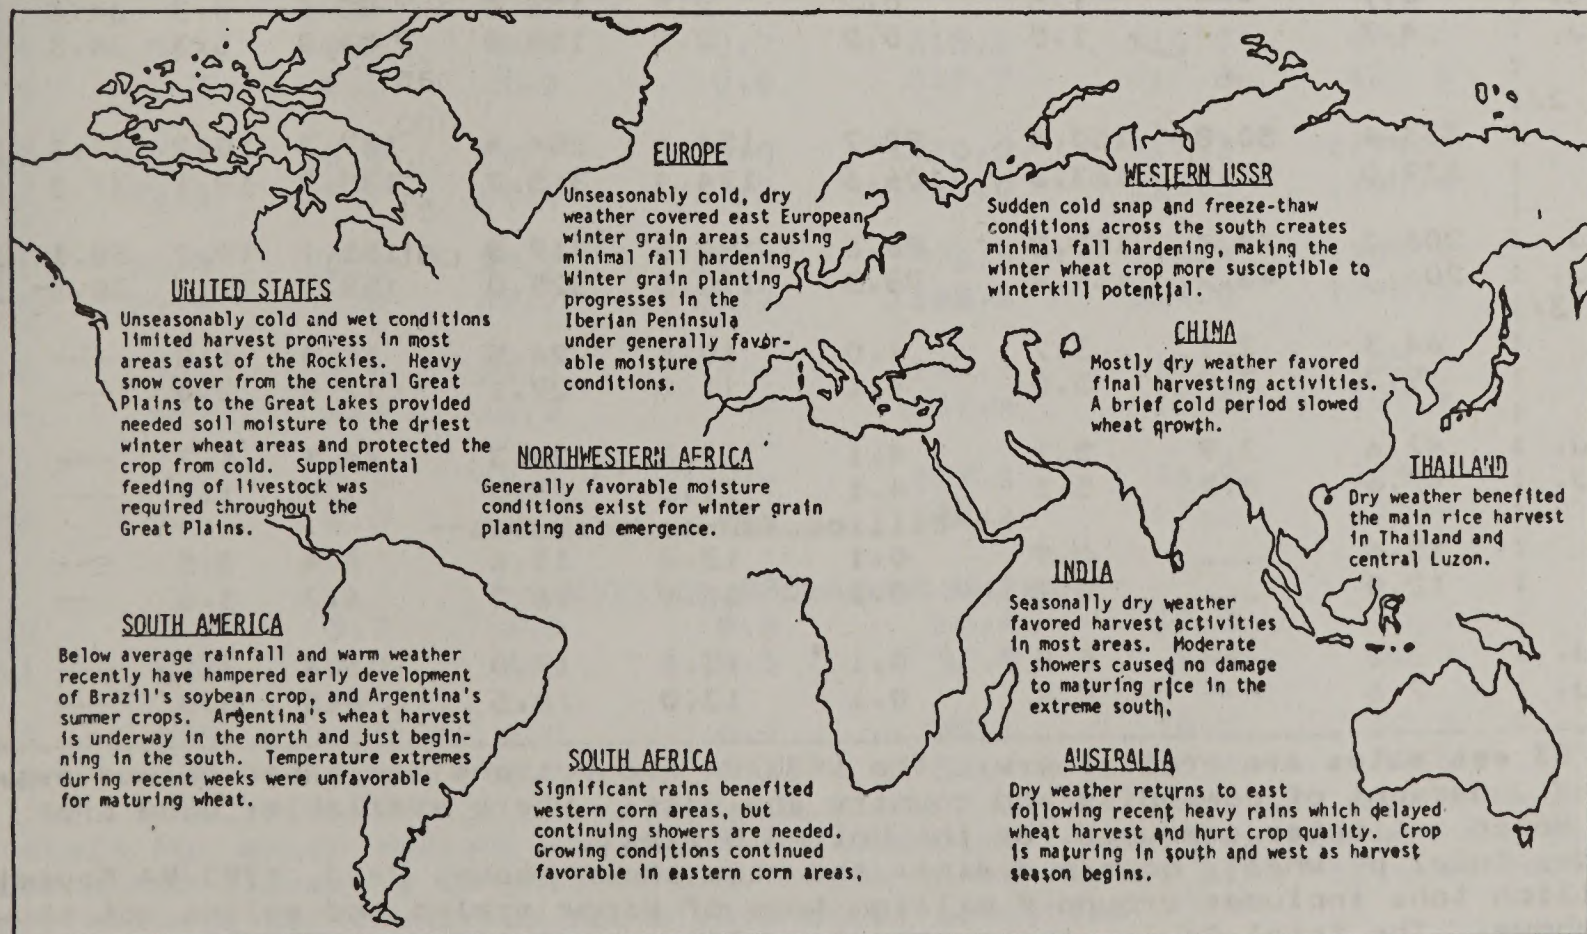 EUROPE
Unseasonably cold, dry
weather covered east European
winter grain areas causing
minimal fall hardening
Winter grain planting
progresses in the
Iberian Peninsula
under generally favor-
able moisture
conditions.
WESTERN USSR
Sudden cold snap and freeze-thaw
conditions across the south creates
minimal fall hardening, making the
winter wheat crop more susceptible to
winterkill potential.
UNITED STATES
Unseasonably cold and wet conditions
limited harvest progress in most
areas east of the Rockies. Heavy
snow cover from the central Great
Plains to the Great Lakes provided
needed soil moisture to the driest
winter wheat areas and protected the
crop from cold. Supplemental
feeding of livestock was
required throughout the
Great Plains.
CHINA
Mostly dry weather favored
final harvesting activities.
A brief cold period slowed
wheat growth.
NORTHWESTERN AFRICA
Generally favorable moisture
conditions exist for winter grain
planting and emergence.
THAILAND
Dry weather benefited
the main rice harvest
in Thailand and
central Luzon.
INDIA
Seasonally dry weather
favored harvest activities
in most areas. Moderate
showers caused no damage
to maturing rice in the
extreme south.
SOUTH AMERICA
Below average rainfall and warm weather
recently have hampered early development
of Brazil's soybean crop, and Argentina's
summer crops. Argentina's wheat harvest
is underway in the north and just begin-
ning in the south. Temperature extremes
during recent weeks were unfavorable
for maturing wheat.
SOUTH AFRICA
Significant rains benefited
western corn areas, but
continuing showers are needed.
Growing conditions continued
favorable in eastern corn areas.
AUSTRALIA
Dry weather returns to east
following recent heavy rains which delayed
wheat harvest and hurt crop quality. Crop
is maturing in south and west as harvest
season begins.